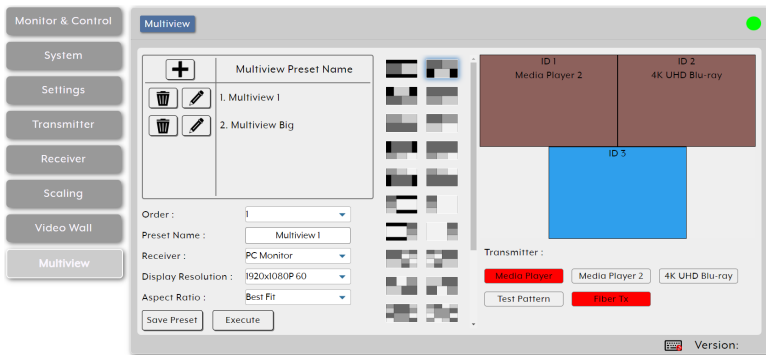 Monitor & Control
System
Settings
Transmitter
Receiver
Scaling
Video Wall
Multiview
Multiview
Multiview Preset Name
1. Multiview 1
2. Multiview Big
Order :
1
Preset Name :
Multiview 1
Receiver :
PC Monitor
Display Resolution :
1920x1080P 60
Aspect Ratio :
Best Fit
Save Preset
Execute
ID 1
Media Player 2
ID 2
4K UHD Blu-ray
ID 3
Transmitter :
Media Player
Media Player 2
4K UHD Blu-ray
Test Pattern
Fiber Tx
Version: